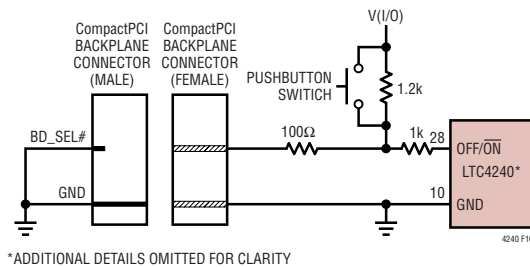 CompactPCI
BACKPLANE
CONNECTOR
(MALE)
CompactPCI
BACKPLANE
CONNECTOR
(FEMALE)
V(I/O)
PUSHBUTTON
SWITICH
1.2k
BD_SEL#
100Ω
1k
28
OFF/ON
LTC4240*
GND
10
GND
4240 F10
*ADDITIONAL DETAILS OMITTED FOR CLARITY